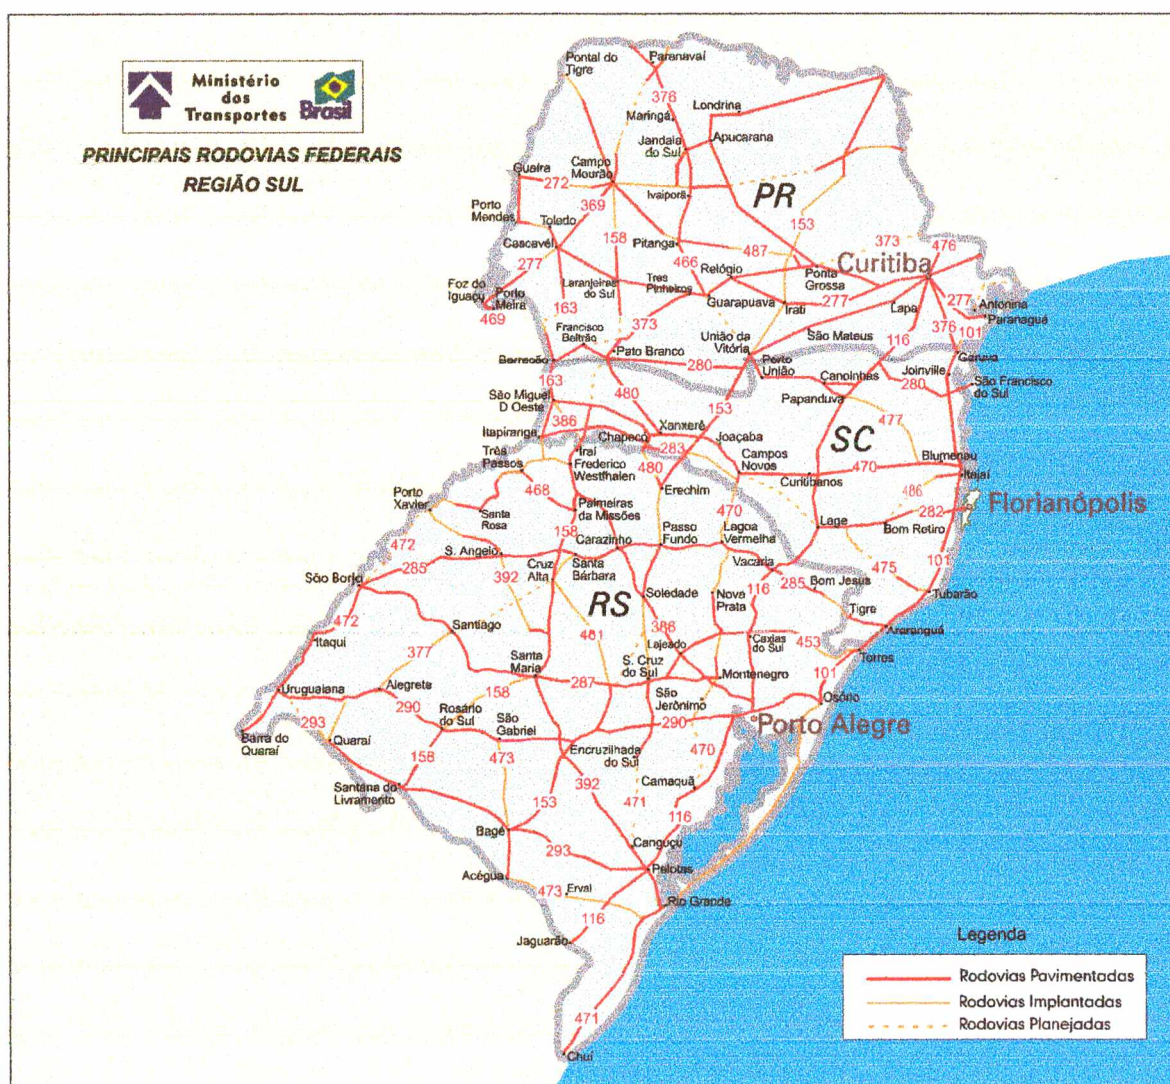 Ministério
dos
Transportes
Brasil
PRINCIPAIS RODOVIAS FEDERAIS
REGIÃO SUL
Pontal do
Tigre
Paranavaí
376
Londrina
Maringá
Jandaia
do Sul
Apucarana
Guaíra
272
Campo
Mourão
PR
Ivaiporã
369
Porto
Mendes
Toledo
158
153
373
476
Cascavél
Pitanga
487
Curitiba
277
466
Relógio
Ponta
Grossa
Foz do
Iguaçu
Porto
Meira
Laranjeiras
do Sul
Tres
Pinheiros
Guarapuava
277
Irati
Lapa
277
Antonina
Paranaguá
469
163
373
376
101
Francisco
Beltrão
União da
Vitória
São Mateus
116
Garuva
Barracão
Pato Branco
280
Porto
União
Canoinhas
Joinville
280
São Francisco
do Sul
163
480
153
Papanduva
São Miguel
D Oeste
477
386
Xanxerê
SC
Itapiranga
Chapecó
283
Joaçaba
Três
Passos
Iraí
Frederico
Westfhalen
480
Campos
Novos
470
Blumenau
Itajaí
Curitibanos
468
Erechim
486
Porto
Xavier
Santa
Rosa
Palmeiras
da Missões
470
282
Florianópolis
Lage
Bom Retiro
472
158
Passo
Fundo
Lagoa
Vermelha
S. Angelo
Carazinho
285
392
Cruz
Alta
Santa
Bárbara
Vacaria
475
101
São Borja
116
285
Bom Jesus
Tubarão
472
RS
Soledade
Nova
Prata
Tigre
Itaqui
Santiago
481
386
Araranguá
Lajeado
Caxias
do Sul
453
377
Santa
Maria
S. Cruz
do Sul
Torres
287
Montenegro
101
Uruguaiana
Alegrete
158
São
Jerônimo
Osório
290
Rosário
do Sul
São
Gabriel
290
293
Porto Alegre
Barra do
Quaraí
Quaraí
158
473
Encruzilhada
do Sul
470
392
Camaquã
Santana do
Livramento
153
471
116
Bagé
293
Canguçu
Pelotas
Acégua
473
Erval
Rio Grande
116
Jaguarão
471
Chuí
Legenda
Rodovias Pavimentadas
Rodovias Implantadas
Rodovias Planejadas